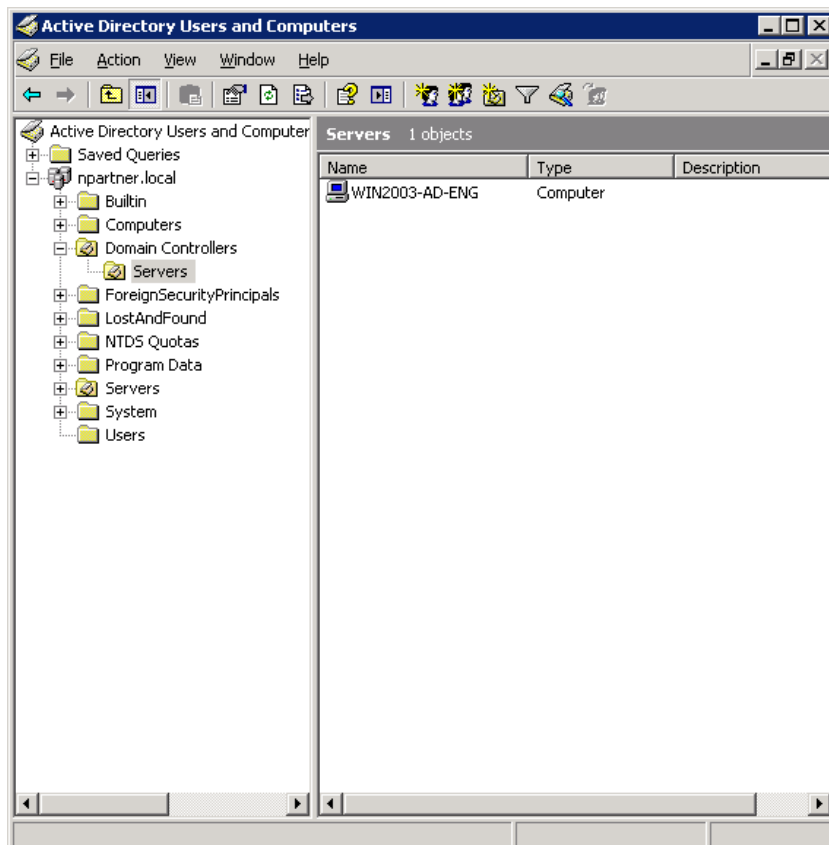 Active Directory Users and Computers
File Action View Window Help
Active Directory Users and Computer
Saved Queries
npartner.local
Builtin
Computers
Domain Controllers
Servers
ForeignSecurityPrincipals
LostAndFound
NTDS Quotas
Program Data
Servers
System
Users
Servers 1 objects
Name Type Description
WIN2003-AD-ENG Computer